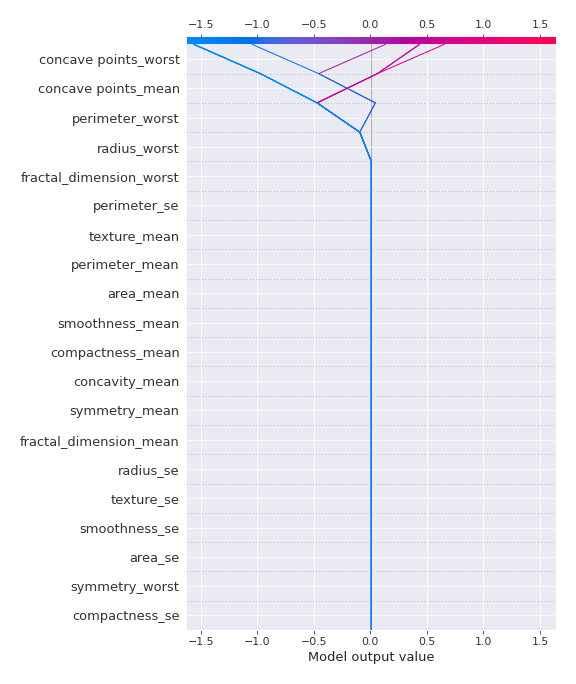 −1.5 −1.0 −0.5 0.0 0.5 1.0 1.5
concave points_worst
concave points_mean
perimeter_worst
radius_worst
fractal_dimension_worst
perimeter_se
texture_mean
perimeter_mean
area_mean
smoothness_mean
compactness_mean
concavity_mean
symmetry_mean
fractal_dimension_mean
radius_se
texture_se
smoothness_se
area_se
symmetry_worst
compactness_se
−1.5 −1.0 −0.5 0.0 0.5 1.0 1.5
Model output value